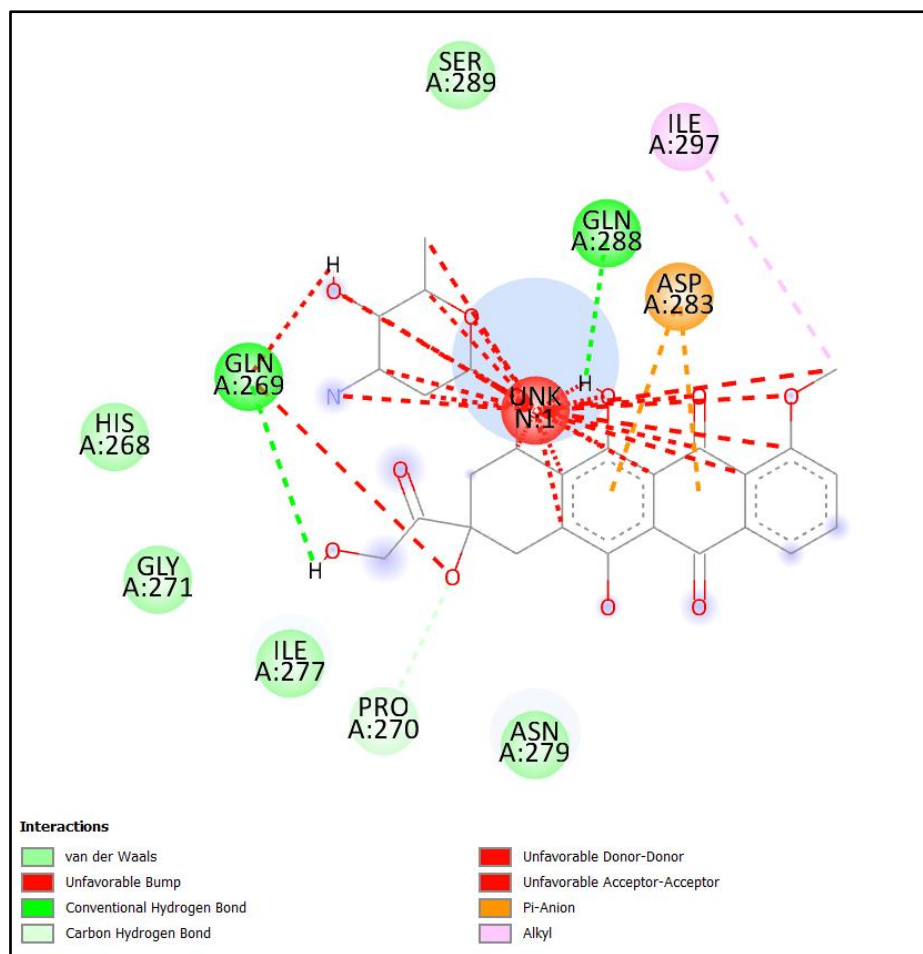 SER
A:289
ILE
A:297
GLN
A:288
H
O
ASP
A:283
O
GLN
A:269
N
H
UNK
N:1
O
O
O
HIS
A:268
O
O
H
O
GLY
A:271
O
O
ILE
A:277
PRO
A:270
ASN
A:279
Interactions
van der Waals
Unfavorable Bump
Conventional Hydrogen Bond
Carbon Hydrogen Bond
Unfavorable Donor-Donor
Unfavorable Acceptor-Acceptor
Pi-Anion
Alkyl